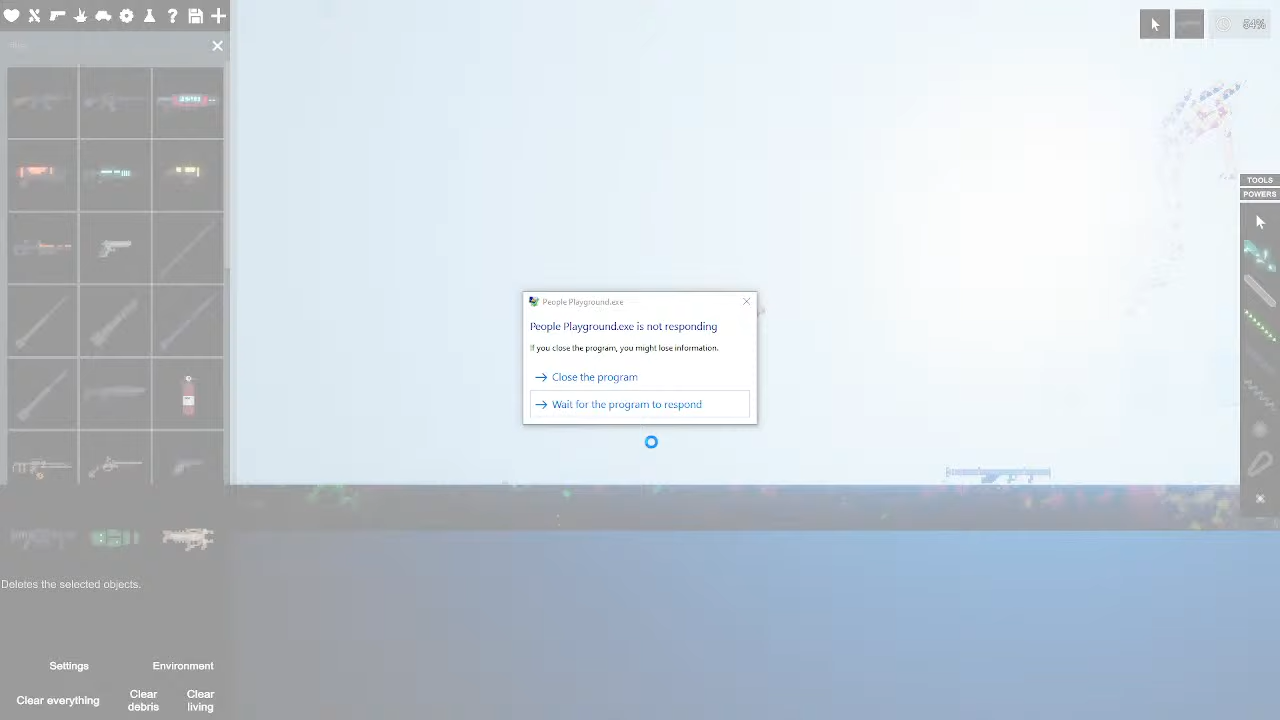 54%
TOOLS
POWERS
People Playground.exe
People Playground.exe is not responding
If you close the program, you might lose information.
Close the program
Wait for the program to respond
Deletes the selected objects.
Settings
Environment
Clear everything
Clear debris
Clear living